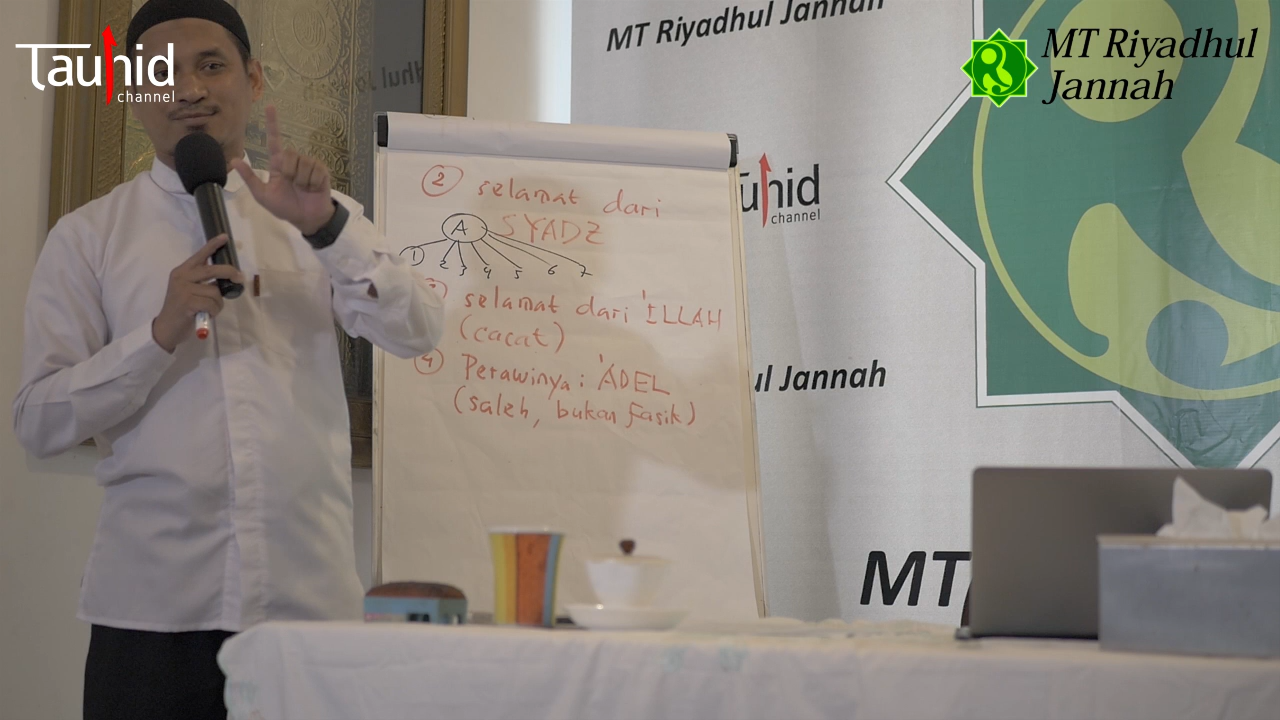 Tauhid
channel
MT Riyadhul
Jannah
MT Riyadhul Jannah
② selamat dari
SYADZ
A
1 2 3 4 5 6 7
selamat dari 'ILLAH
(cacat)
④ Perawinya : 'ADEL
(saleh, bukan fasik)
uhid
channel
ul Jannah
MT